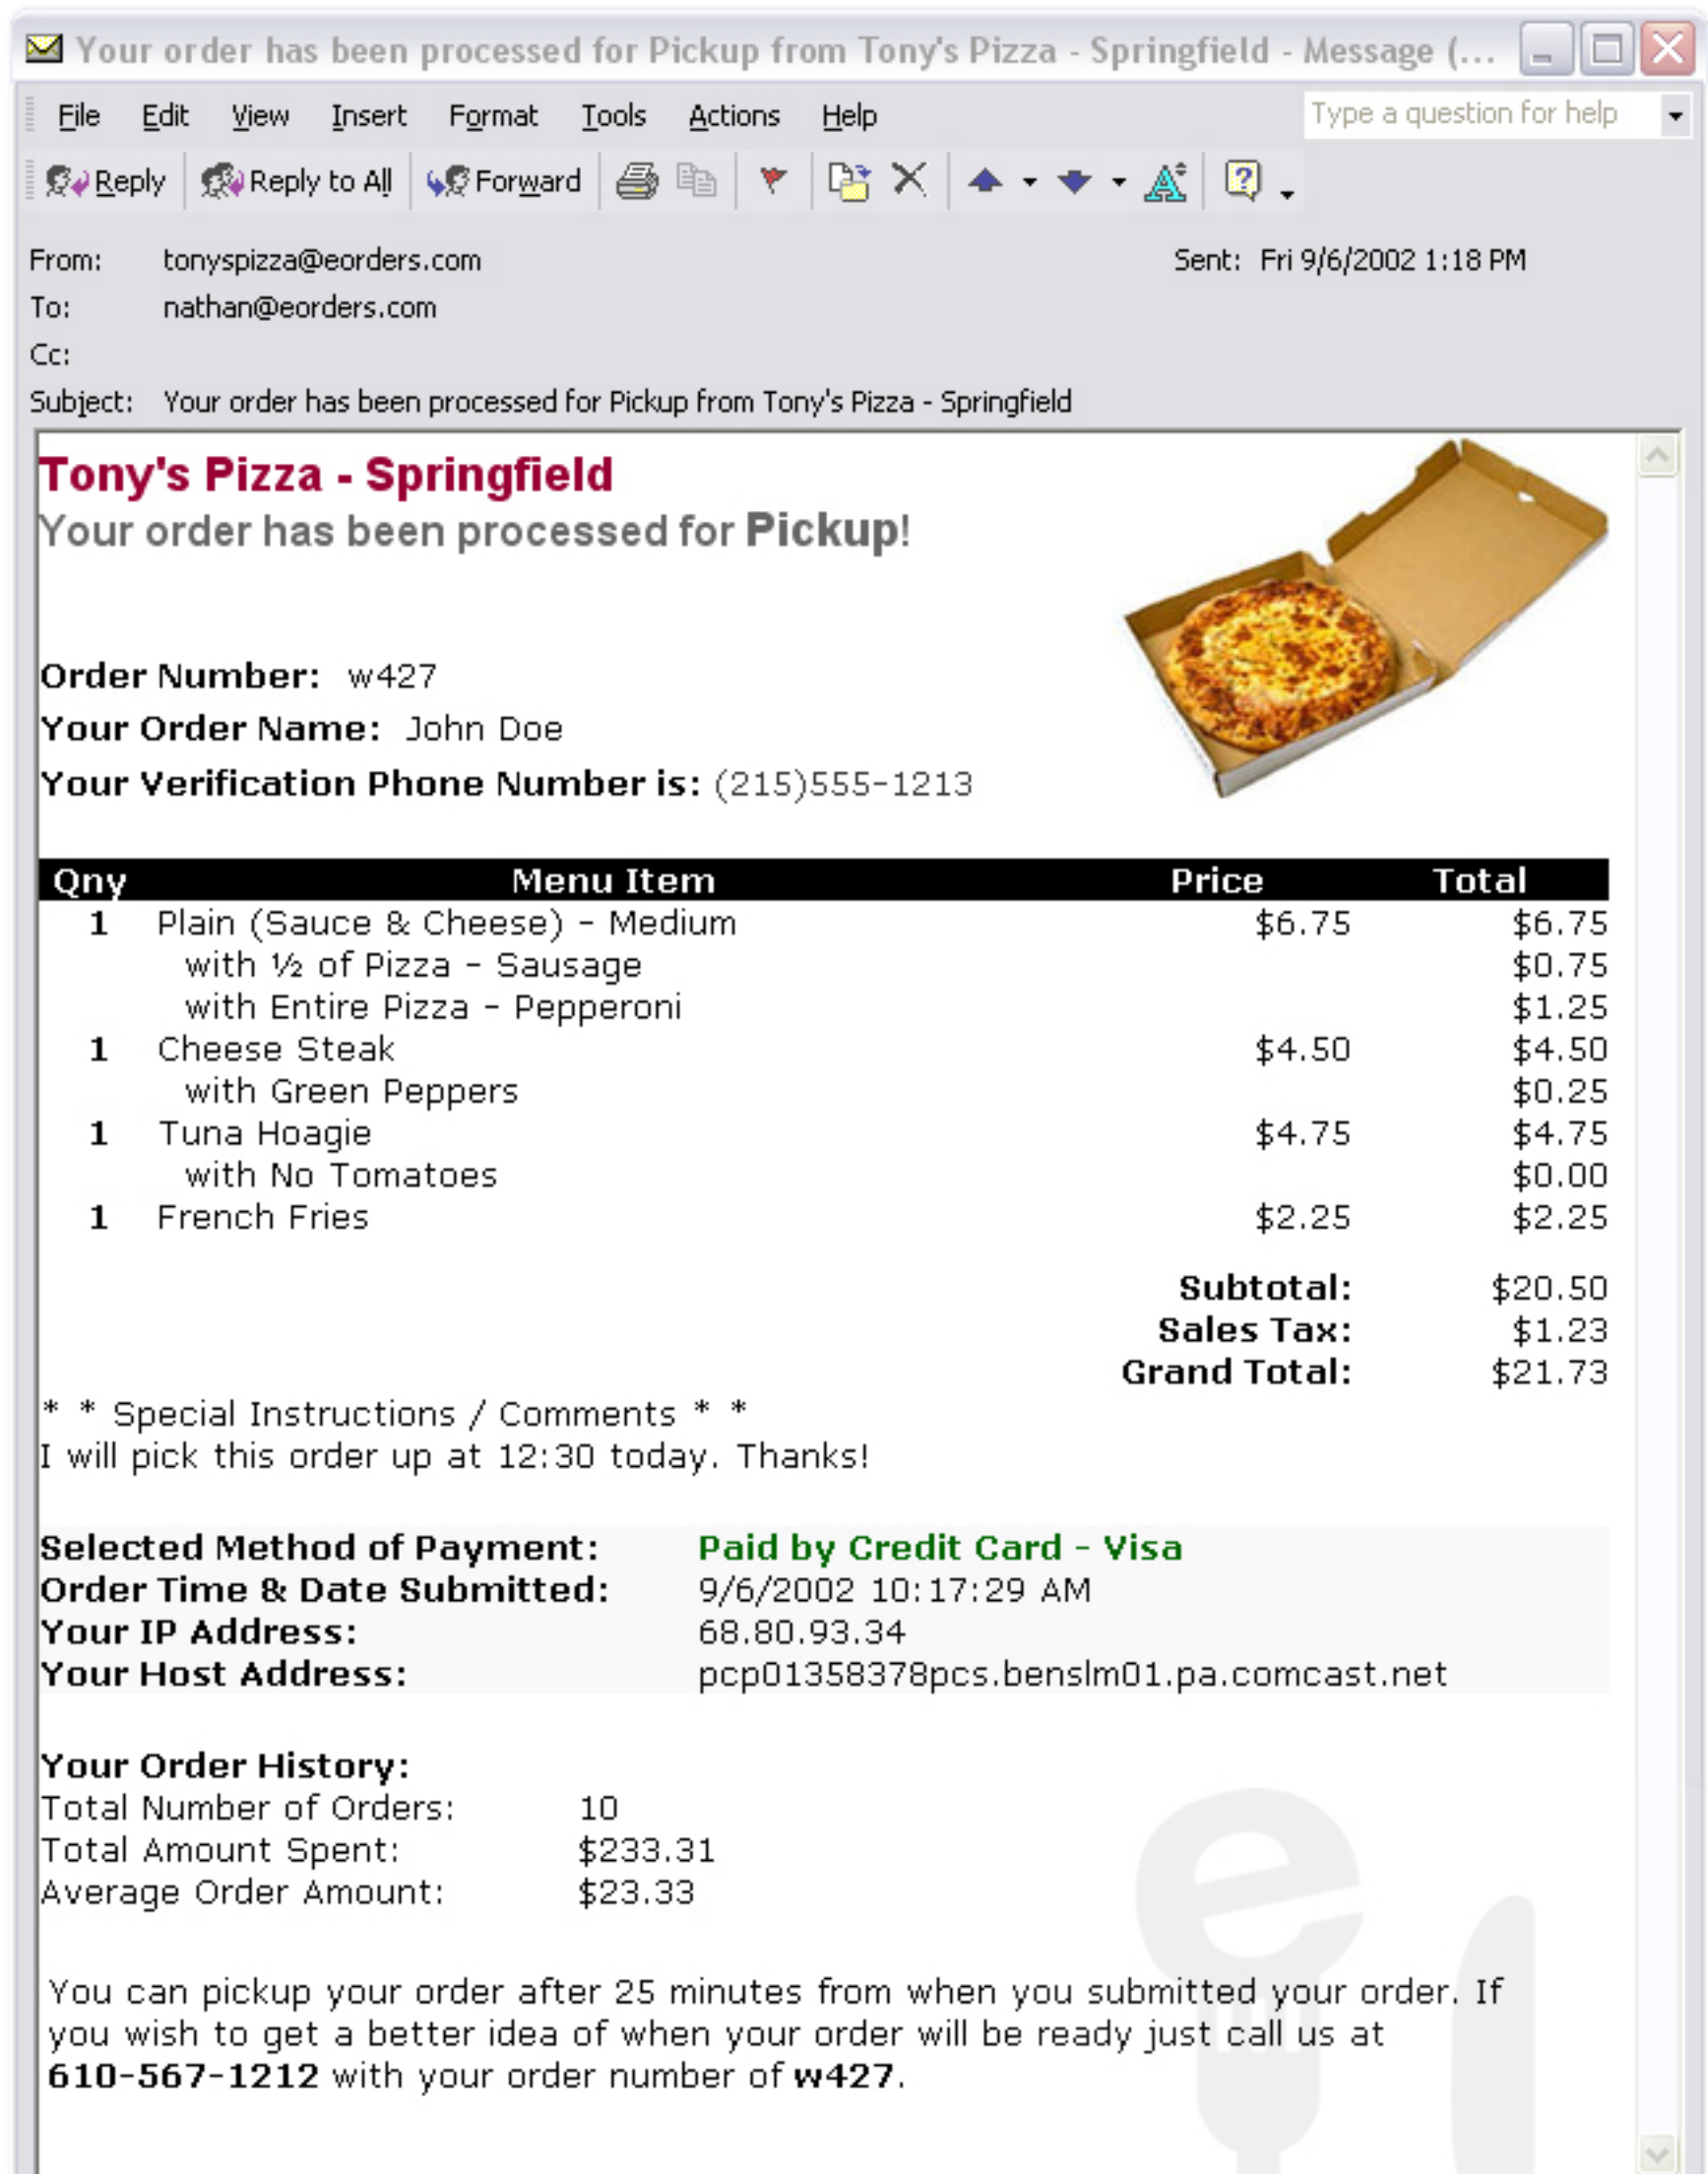 Your order has been processed for Pickup from Tony's Pizza - Springfield - Message (...
File Edit View Insert Format Tools Actions Help Type a question for help
Reply Reply to All Forward
From: tonyspizza@eorders.com Sent: Fri 9/6/2002 1:18 PM
To: nathan@eorders.com
Cc:
Subject: Your order has been processed for Pickup from Tony's Pizza - Springfield
Tony's Pizza - Springfield
Your order has been processed for Pickup!
Order Number: w427
Your Order Name: John Doe
Your Verification Phone Number is: (215)555-1213
Qny Menu Item Price Total
1 Plain (Sauce & Cheese) - Medium $6.75 $6.75
with ½ of Pizza - Sausage $0.75
with Entire Pizza - Pepperoni $1.25
1 Cheese Steak $4.50 $4.50
with Green Peppers $0.25
1 Tuna Hoagie $4.75 $4.75
with No Tomatoes $0.00
1 French Fries $2.25 $2.25
Subtotal: $20.50
Sales Tax: $1.23
Grand Total: $21.73
* * Special Instructions / Comments * *
I will pick this order up at 12:30 today. Thanks!
Selected Method of Payment: Paid by Credit Card - Visa
Order Time & Date Submitted: 9/6/2002 10:17:29 AM
Your IP Address: 68.80.93.34
Your Host Address: pcp01358378pcs.benslm01.pa.comcast.net
Your Order History:
Total Number of Orders: 10
Total Amount Spent: $233.31
Average Order Amount: $23.33
You can pickup your order after 25 minutes from when you submitted your order. If
you wish to get a better idea of when your order will be ready just call us at
610-567-1212 with your order number of w427.